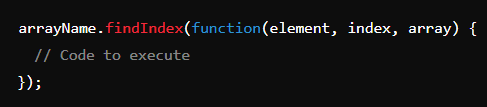 arrayName.findIndex(function(element, index, array) {
  // Code to execute
});